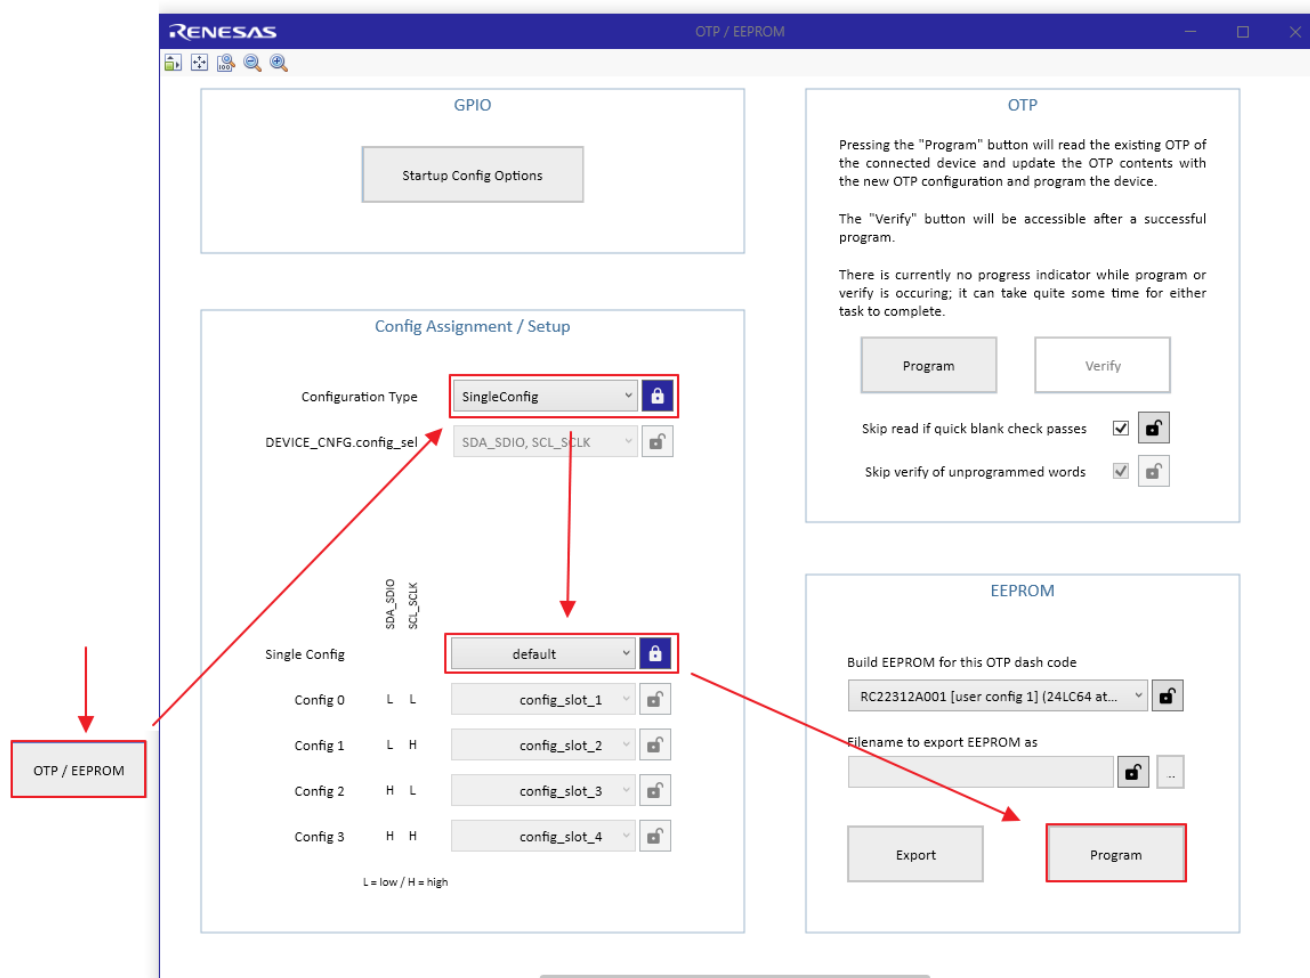 RENESAS
OTP / EEPROM
GPIO
Startup Config Options
Config Assignment / Setup
Configuration Type
SingleConfig
DEVICE_CNFG.config_sel
SDA_SDIO, SCL_SCLK
SDA_SDIO
SCL_SCLK
Single Config
default
Config 0 L L config_slot_1
Config 1 L H config_slot_2
Config 2 H L config_slot_3
Config 3 H H config_slot_4
L = low / H = high
OTP
Pressing the "Program" button will read the existing OTP of
the connected device and update the OTP contents with
the new OTP configuration and program the device.
The "Verify" button will be accessible after a successful
program.
There is currently no progress indicator while program or
verify is occuring; it can take quite some time for either
task to complete.
Program
Verify
Skip read if quick blank check passes
Skip verify of unprogrammed words
EEPROM
Build EEPROM for this OTP dash code
RC22312A001 [user config 1] (24LC64 at...
Filename to export EEPROM as
...
Export
Program
OTP / EEPROM